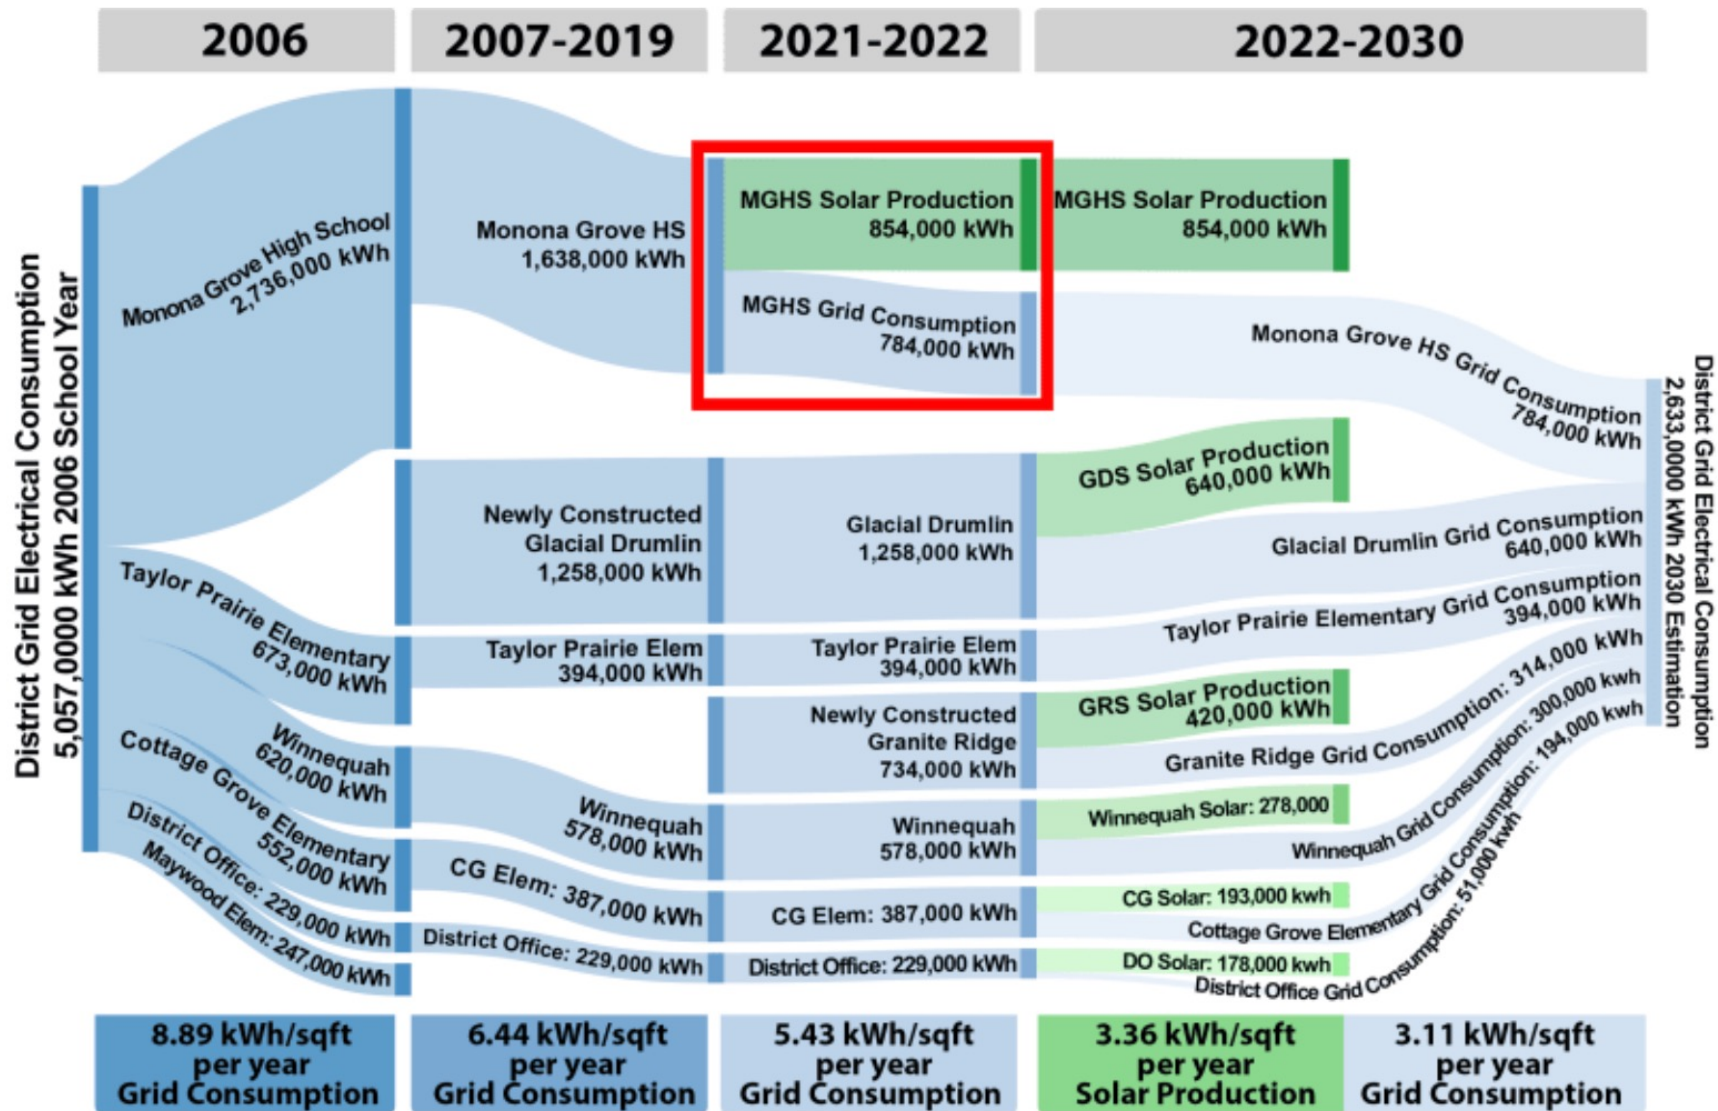 2006
2007-2019
2021-2022
2022-2030
District Grid Electrical Consumption
5,057,0000 kWh 2006 School Year
Monona Grove High School
2,736,000 kWh
Taylor Prairie Elementary
673,000 kWh
Winnequah
620,000 kWh
Cottage Grove Elementary
552,000 kWh
District Office: 229,000 kWh
Maywood Elem: 247,000 kWh
Monona Grove HS
1,638,000 kWh
Newly Constructed
Glacial Drumlin
1,258,000 kWh
Taylor Prairie Elem
394,000 kWh
Winnequah
578,000 kWh
CG Elem: 387,000 kWh
District Office: 229,000 kWh
MGHS Solar Production
854,000 kWh
MGHS Grid Consumption
784,000 kWh
Glacial Drumlin
1,258,000 kWh
Taylor Prairie Elem
394,000 kWh
Newly Constructed
Granite Ridge
734,000 kWh
Winnequah
578,000 kWh
CG Elem: 387,000 kWh
District Office: 229,000 kWh
MGHS Solar Production
854,000 kWh
Monona Grove HS Grid Consumption
784,000 kWh
GDS Solar Production
640,000 kWh
Glacial Drumlin Grid Consumption
640,000 kWh
Taylor Prairie Elementary Grid Consumption
394,000 kWh
GRS Solar Production
420,000 kWh
Granite Ridge Grid Consumption: 314,000 kWh
Winnequah Solar: 278,000
Winnequah Grid Consumption: 300,000 kwh
CG Solar: 193,000 kwh
Cottage Grove Elementary Grid Consumption: 194,000 kwh
DO Solar: 178,000 kwh
District Office Grid Consumption: 51,000 kwh
District Grid Electrical Consumption
2,633,0000 kWh 2030 Estimation
8.89 kWh/sqft
per year
Grid Consumption
6.44 kWh/sqft
per year
Grid Consumption
5.43 kWh/sqft
per year
Grid Consumption
3.36 kWh/sqft
per year
Solar Production
3.11 kWh/sqft
per year
Grid Consumption